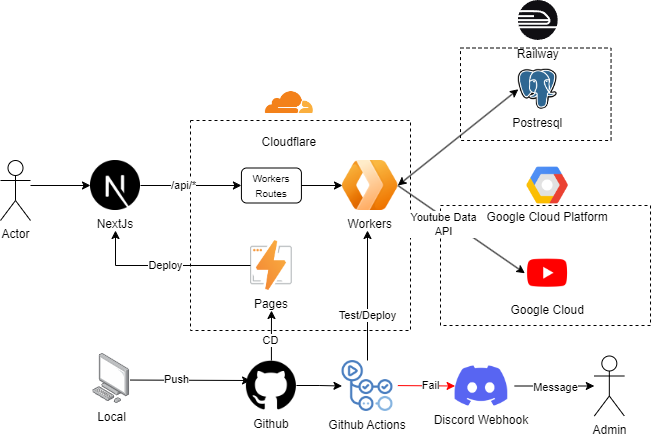 Railway
Postresql
Cloudflare
Workers
Routes
/api/*
Actor
NextJs
Workers
Youtube Data
API
Google Cloud Platform
Deploy
Pages
Google Cloud
Test/Deploy
CD
Push
Fail
Message
Local
Github
Github Actions
Discord Webhook
Admin